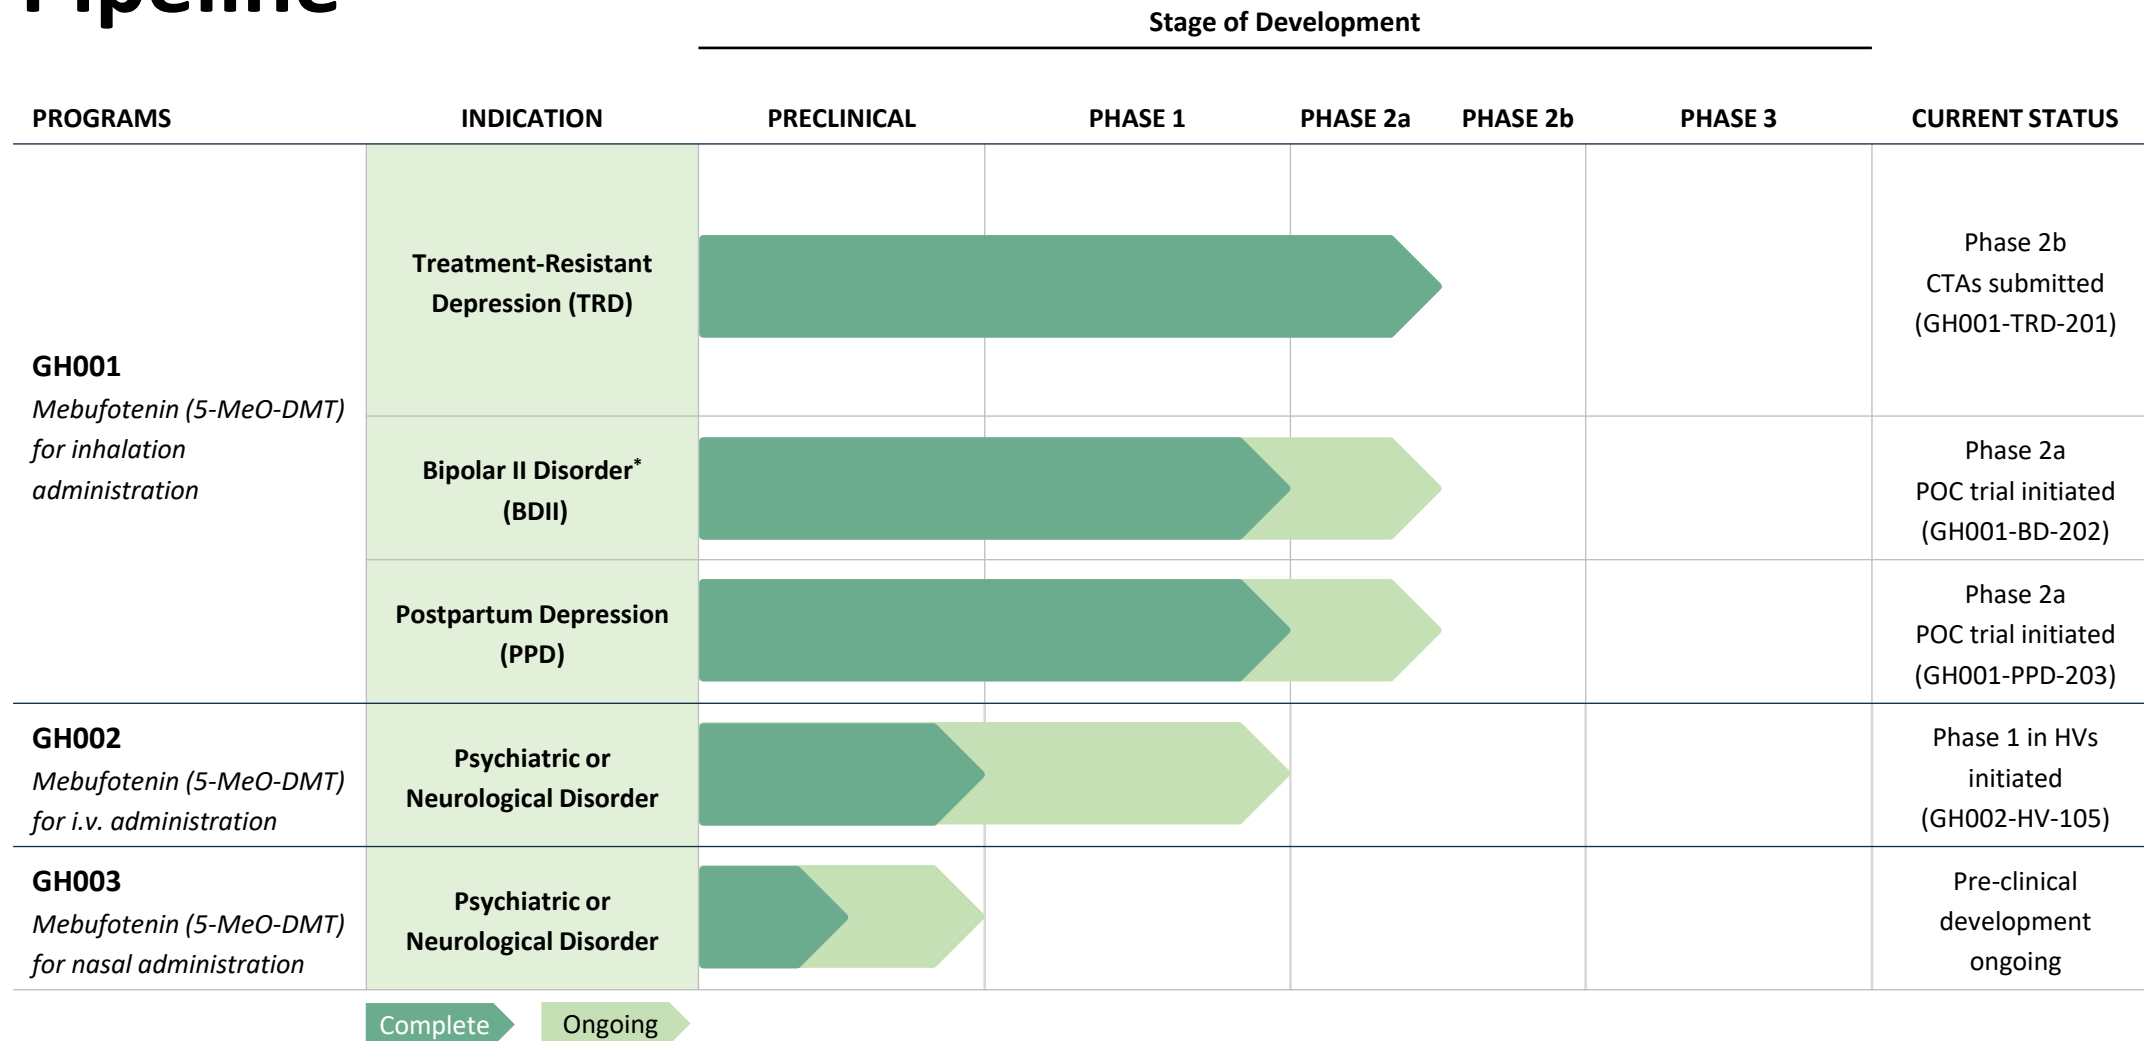 Pipeline
Stage of Development
PROGRAMS INDICATION PRECLINICAL PHASE 1 PHASE 2a PHASE 2b PHASE 3 CURRENT STATUS
GH001
Mebufotenin (5-MeO-DMT)
for inhalation
administration
Treatment-Resistant
Depression (TRD)
Phase 2b
CTAs submitted
(GH001-TRD-201)
Bipolar II Disorder*
(BDII)
Phase 2a
POC trial initiated
(GH001-BD-202)
Postpartum Depression
(PPD)
Phase 2a
POC trial initiated
(GH001-PPD-203)
GH002
Mebufotenin (5-MeO-DMT)
for i.v. administration
Psychiatric or
Neurological Disorder
Phase 1 in HVs
initiated
(GH002-HV-105)
GH003
Mebufotenin (5-MeO-DMT)
for nasal administration
Psychiatric or
Neurological Disorder
Pre-clinical
development
ongoing
Complete Ongoing